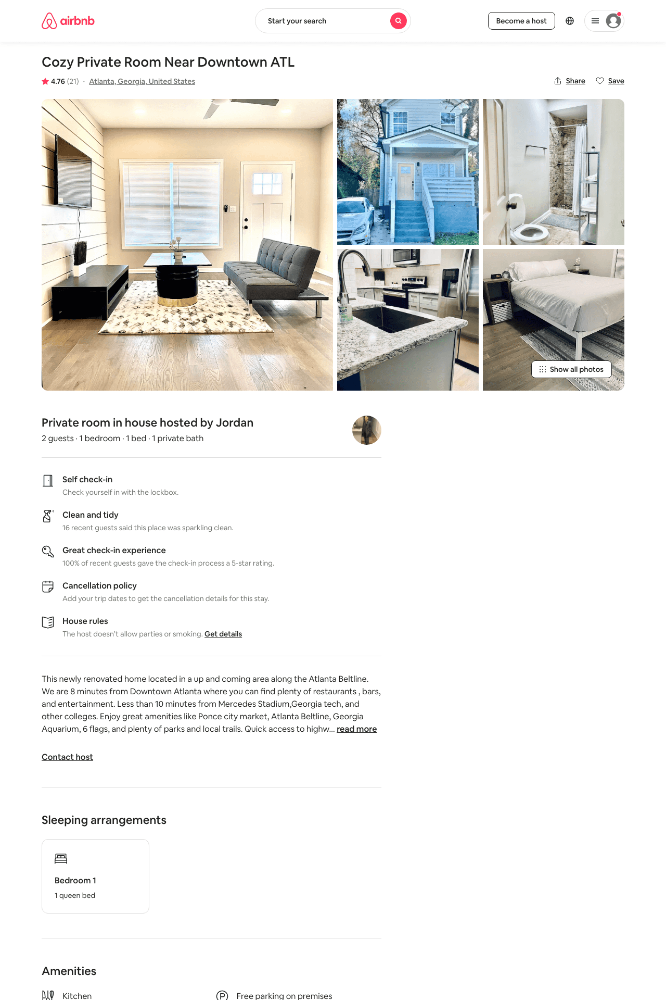 airbnb
Start your search
Become a host
Cozy Private Room Near Downtown ATL
4.76 (21) · Atlanta, Georgia, United States
Share
Save
Show all photos
Private room in house hosted by Jordan
2 guests · 1 bedroom · 1 bed · 1 private bath
Self check-in
Check yourself in with the lockbox.
Clean and tidy
16 recent guests said this place was sparkling clean.
Great check-in experience
100% of recent guests gave the check-in process a 5-star rating.
Cancellation policy
Add your trip dates to get the cancellation details for this stay.
House rules
The host doesn’t allow parties or smoking. Get details
This newly renovated home located in a up and coming area along the Atlanta Beltline.
We are 8 minutes from Downtown Atlanta where you can find plenty of restaurants , bars,
and entertainment. Less than 10 minutes from Mercedes Stadium,Georgia tech, and
other colleges. Enjoy great amenities like Ponce city market, Atlanta Beltline, Georgia
Aquarium, 6 flags, and plenty of parks and local trails. Quick access to highw... read more
Contact host
Sleeping arrangements
Bedroom 1
1 queen bed
Amenities
Kitchen
Free parking on premises